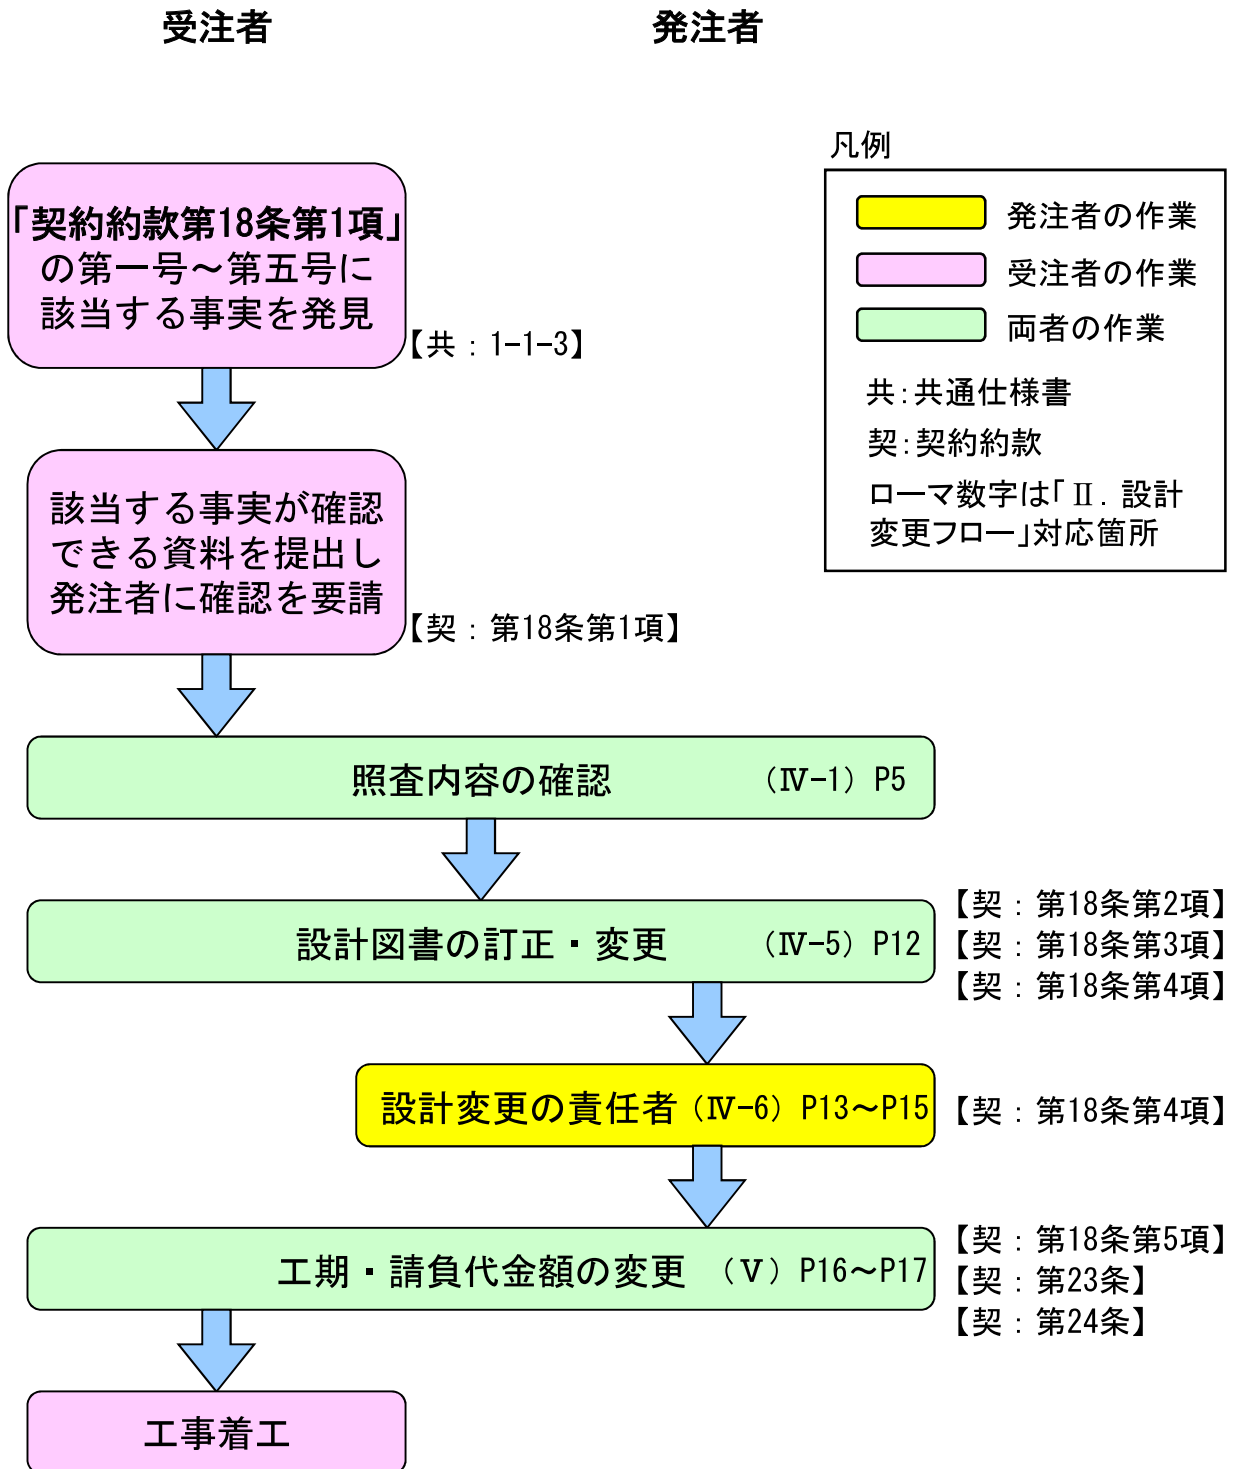 受注者
発注者
凡例
発注者の作業
受注者の作業
両者の作業
共：共通仕様書
契：契約約款
ローマ数字は「Ⅱ．設計
変更フロー」対応箇所
「契約約款第18条第1項」
の第一号～第五号に
該当する事実を発見
【共：1-1-3】
該当する事実が確認
できる資料を提出し
発注者に確認を要請
【契：第18条第1項】
照査内容の確認 （Ⅳ-1）P5
設計図書の訂正・変更 （Ⅳ-5）P12
【契：第18条第2項】
【契：第18条第3項】
【契：第18条第4項】
設計変更の責任者（Ⅳ-6）P13～P15
【契：第18条第4項】
工期・請負代金額の変更 （Ⅴ）P16～P17
【契：第18条第5項】
【契：第23条】
【契：第24条】
工事着工